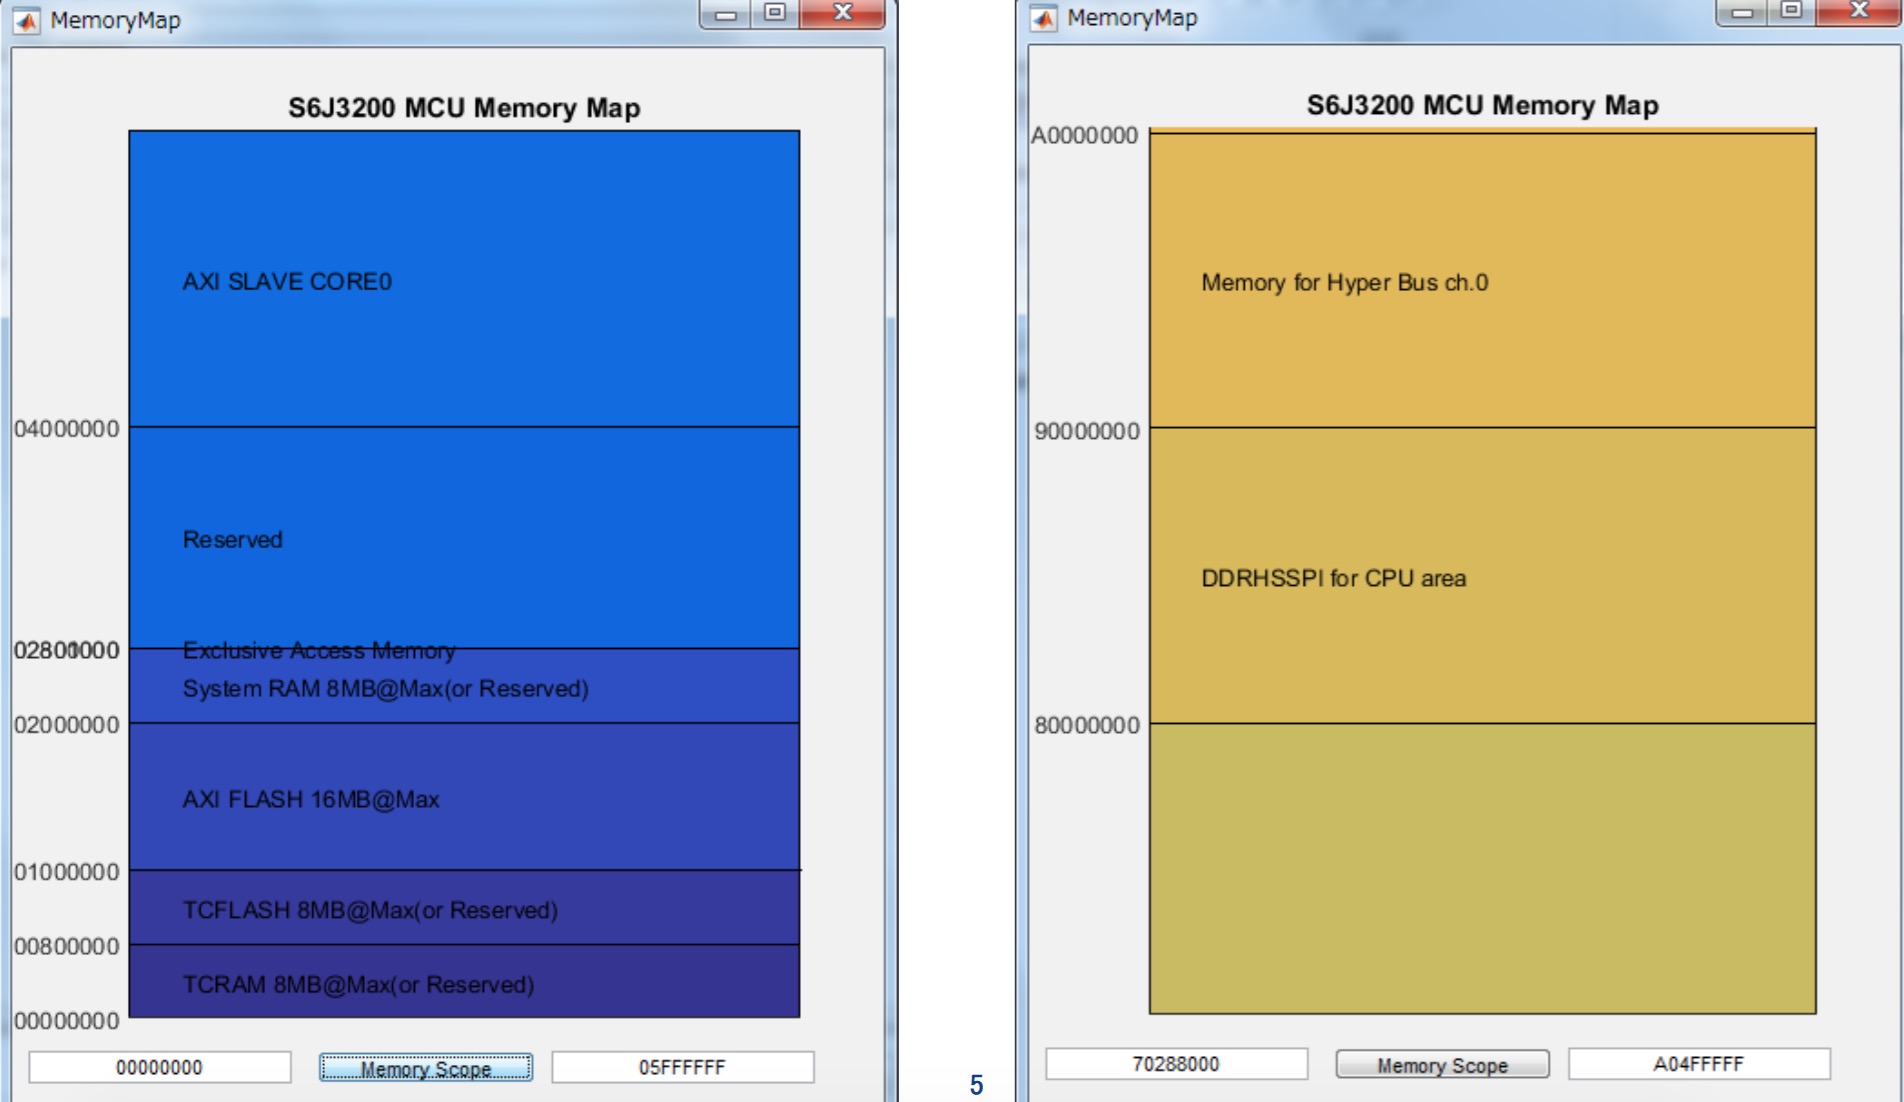 MemoryMap
S6J3200 MCU Memory Map
AXI SLAVE CORE0
04000000
Reserved
Exclusive Access Memory
System RAM 8MB@Max(or Reserved)
02000000
AXI FLASH 16MB@Max
01000000
TCFLASH 8MB@Max(or Reserved)
00800000
TCRAM 8MB@Max(or Reserved)
00000000
00000000
Memory Scope
05FFFFFF
5
MemoryMap
S6J3200 MCU Memory Map
A0000000
Memory for Hyper Bus ch.0
90000000
DDRHSSPI for CPU area
80000000
70288000
Memory Scope
A04FFFFF